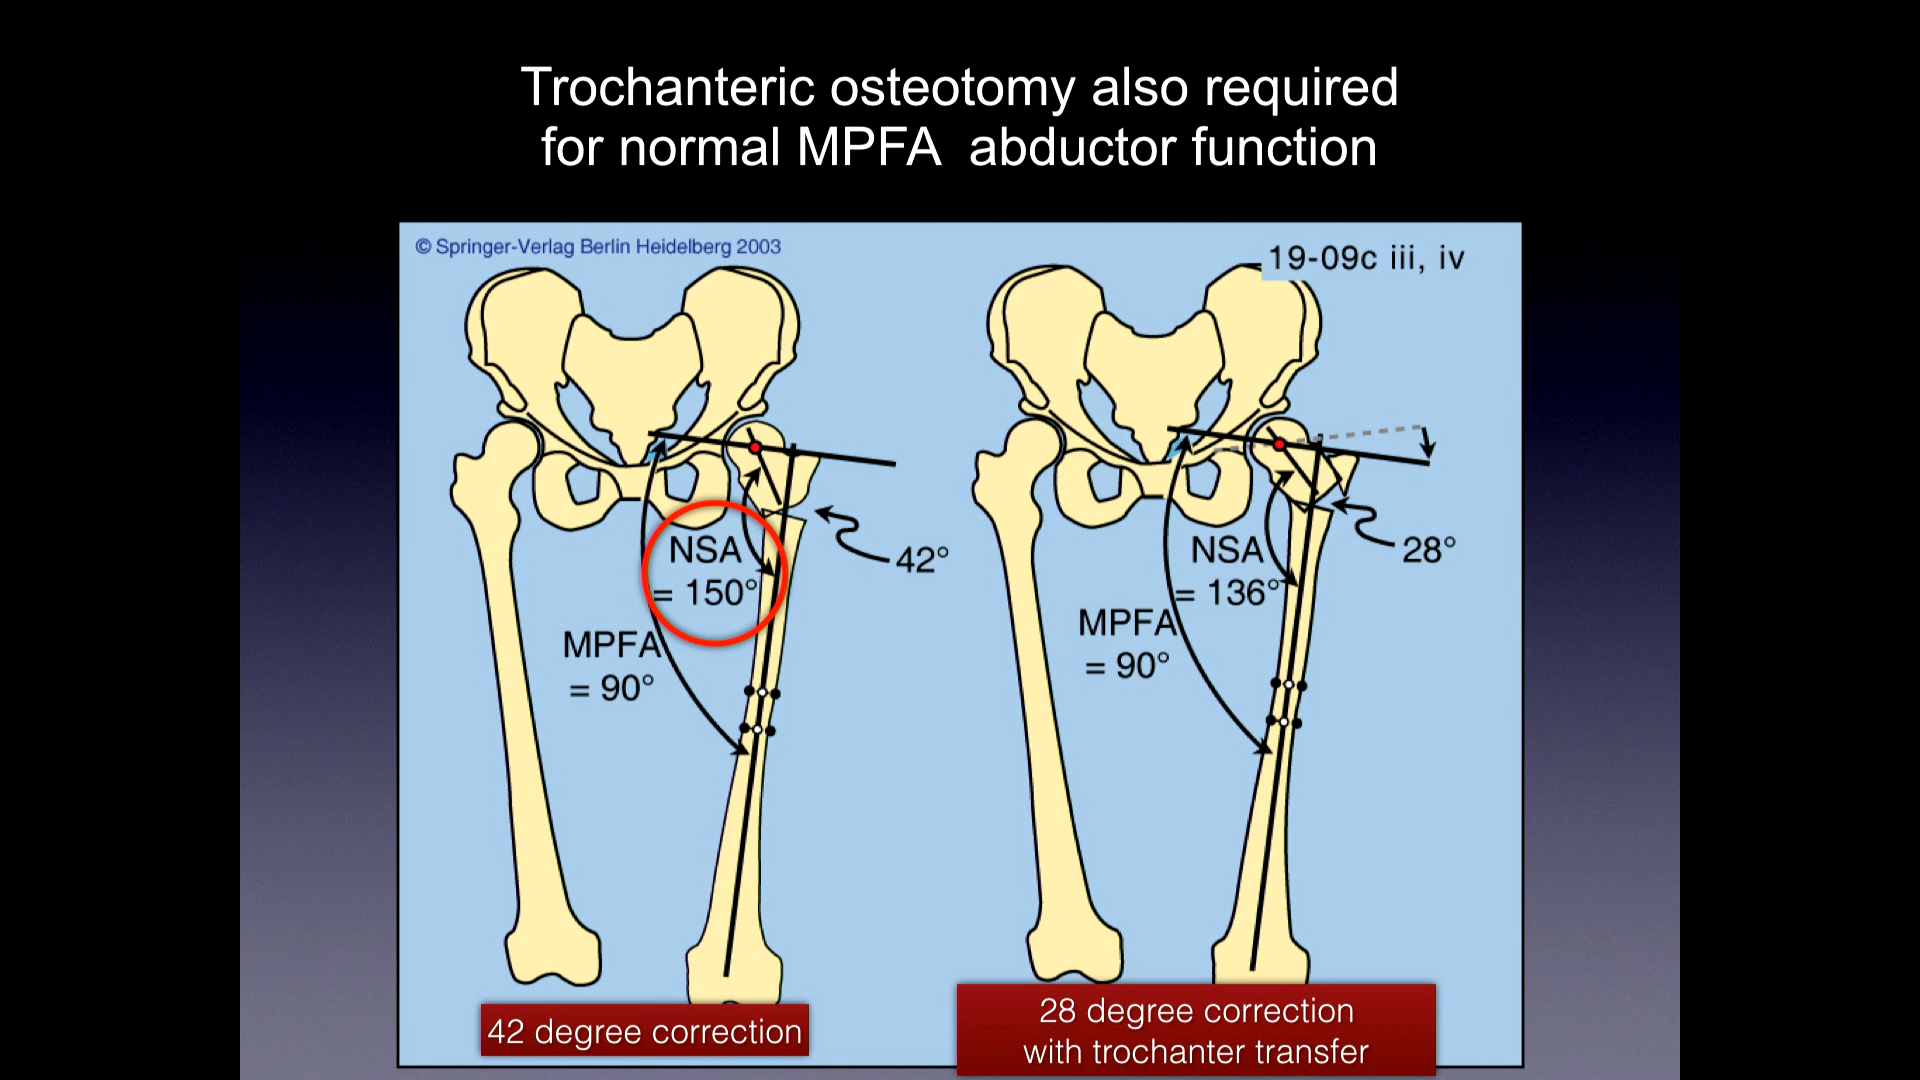 Trochanteric osteotomy also required
for normal MPFA abductor function
© Springer-Verlag Berlin Heidelberg 2003
19-09c iii, iv
NSA
= 150°
42°
MPFA
= 90°
NSA
= 136°
28°
MPFA
= 90°
42 degree correction
28 degree correction
with trochanter transfer